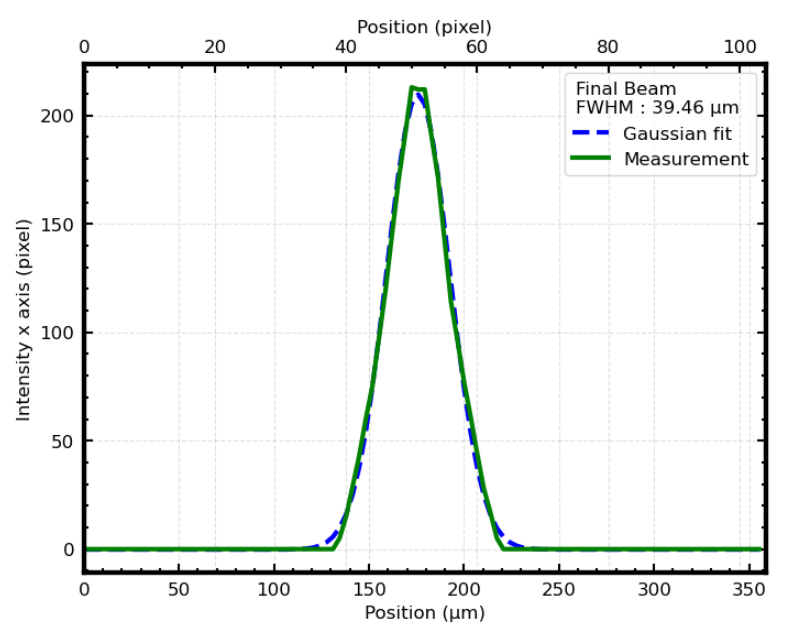 Position (pixel)
0 20 40 60 80 100
Final Beam
FWHM : 39.46 μm
Gaussian fit
Measurement
200
150
100
50
0
Intensity x axis (pixel)
0 50 100 150 200 250 300 350
Position (μm)